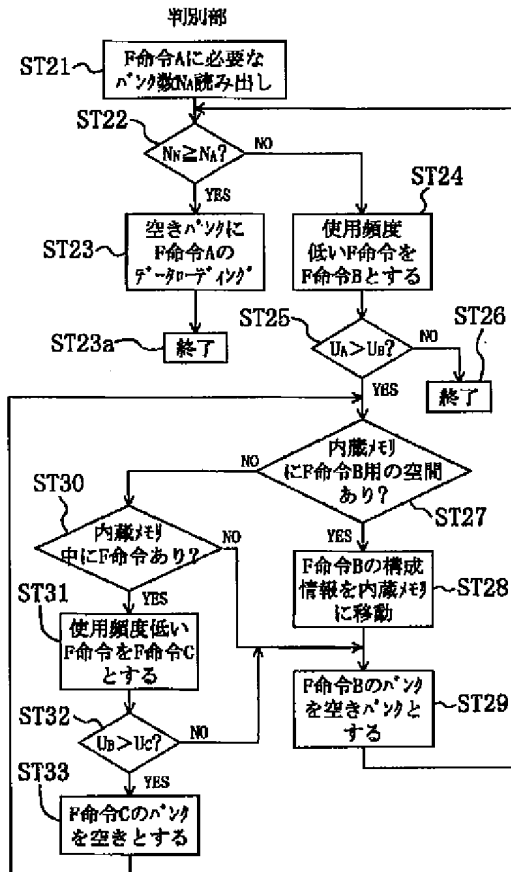 判別部
ST21
F命令Aに必要な
バンク数NA読み出し
ST22
NN≧NA?
NO
YES
ST23
空きバンクに
F命令Aの
データローディング
ST23a
終了
ST24
使用頻度
低いF命令を
F命令Bとする
ST25
UA>UB?
NO
YES
ST26
終了
内蔵メモリ
にF命令B用の空間
あり?
NO
YES
ST27
ST28
F命令Bの構成
情報を内蔵メモリ
に移動
ST29
F命令Bのバンク
を空きバンクと
する
ST30
内蔵メモリ
中にF命令あり?
NO
YES
ST31
使用頻度低い
F命令をF命令C
とする
ST32
UB>UC?
NO
YES
ST33
F命令Cのバンク
を空きとする